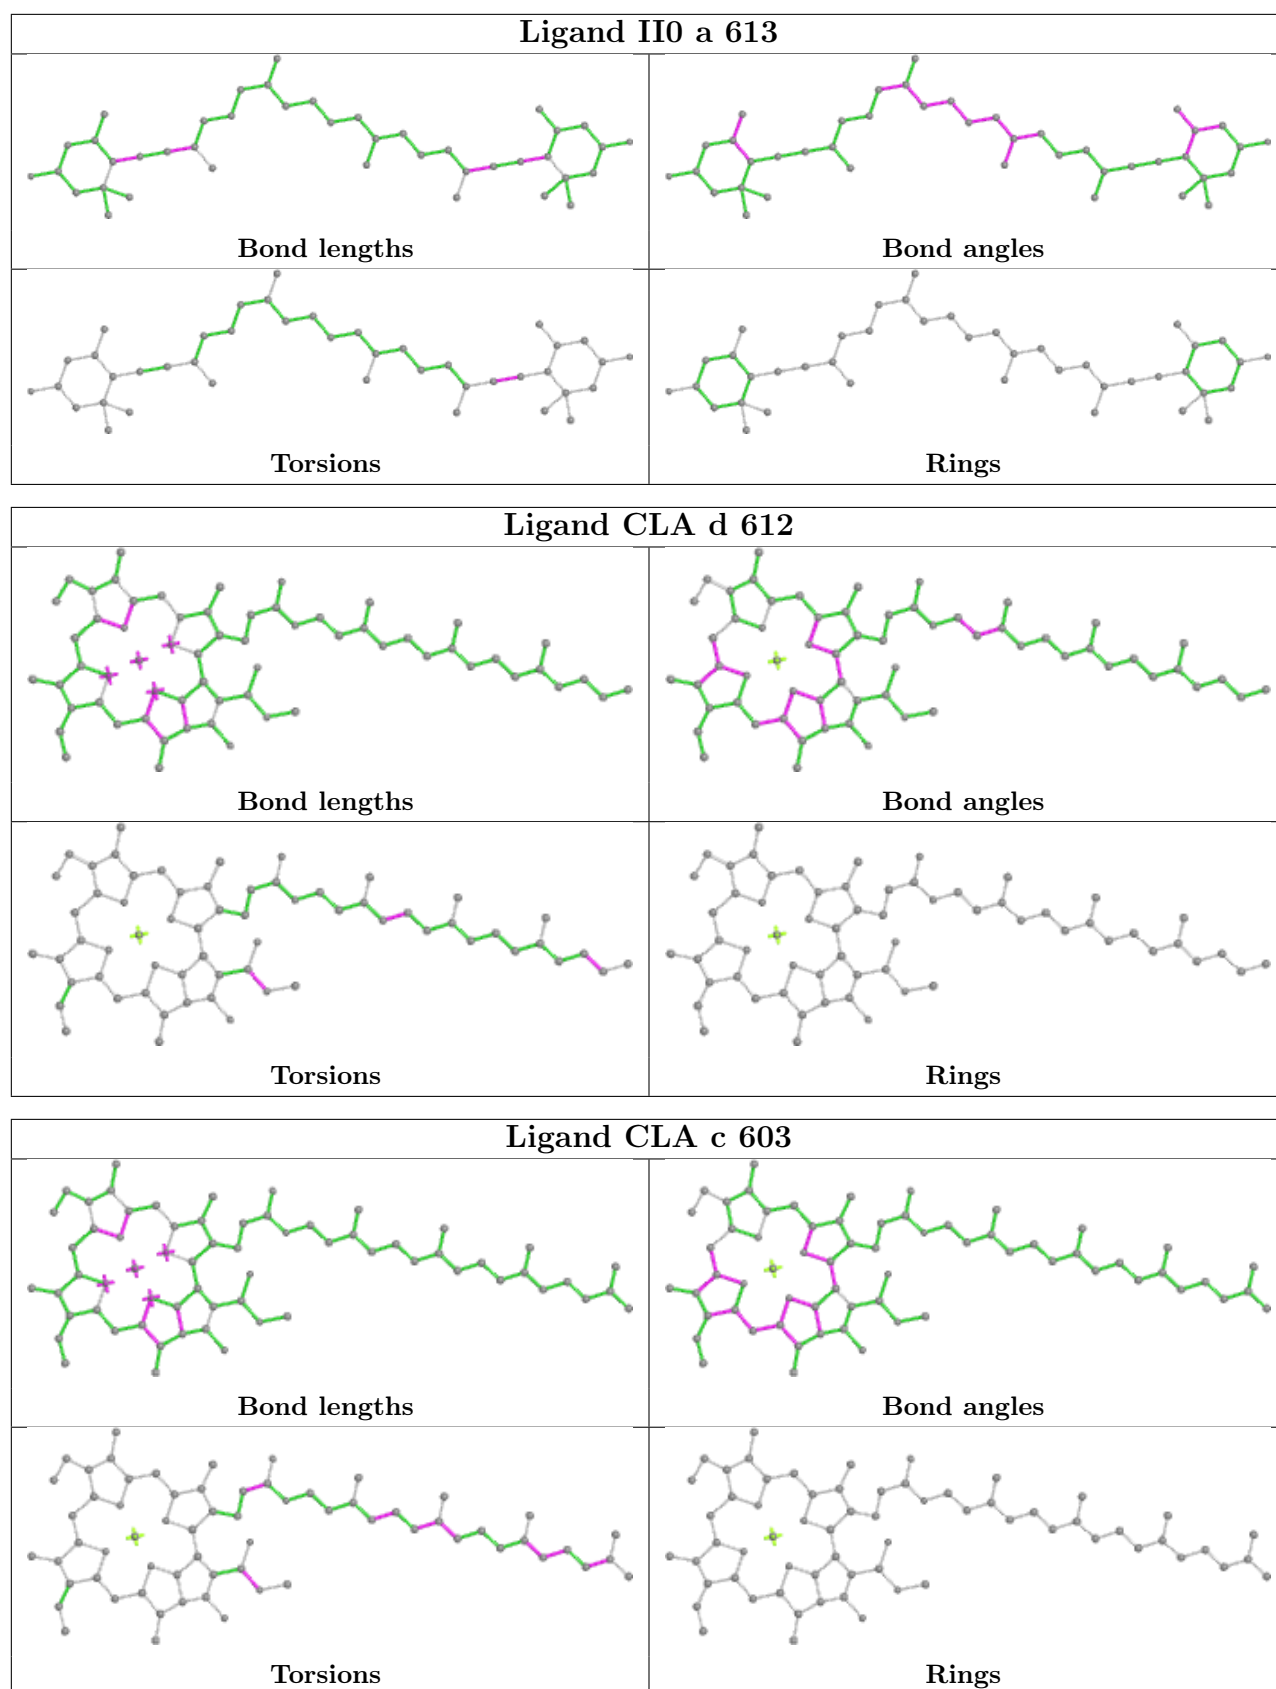 Ligand II0 a 613
Bond lengths
Bond angles
Torsions
Rings
Ligand CLA d 612
Bond lengths
Bond angles
Torsions
Rings
Ligand CLA c 603
Bond lengths
Bond angles
Torsions
Rings